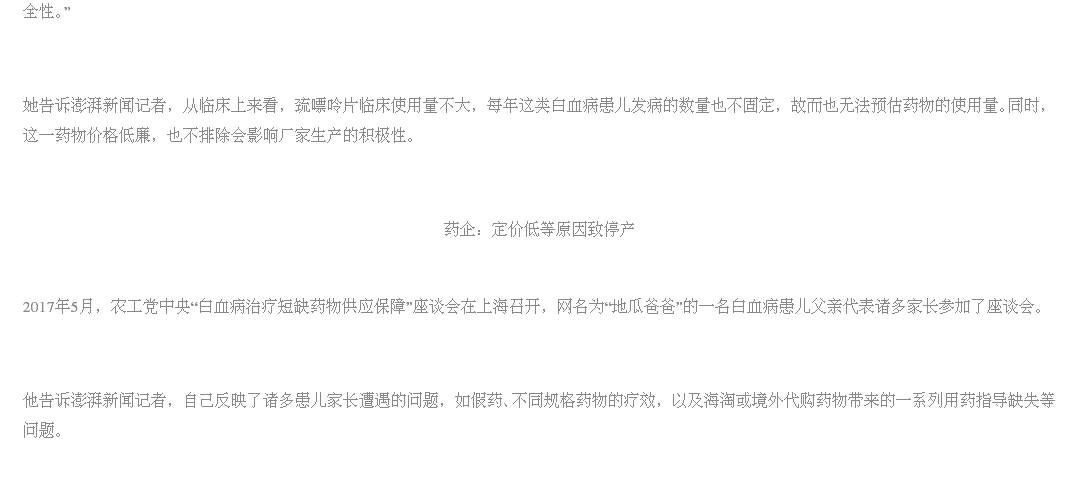 全性。”
她告诉澎湃新闻记者，从临床上来看，巯嘌呤片临床使用量不大，每年这类白血病患儿发病的数量也不固定，故而也无法预估药物的使用量。同时，
这一药物价格低廉，也不排除会影响厂家生产的积极性。
药企：定价低等原因致停产
2017年5月，农工党中央“白血病治疗短缺药物供应保障”座谈会在上海召开，网名为“地瓜爸爸”的一名白血病患儿父亲代表诸多家长参加了座谈会。
他告诉澎湃新闻记者，自己反映了诸多患儿家长遭遇的问题，如假药、不同规格药物的疗效，以及海淘或境外代购药物带来的一系列用药指导缺失等
问题。